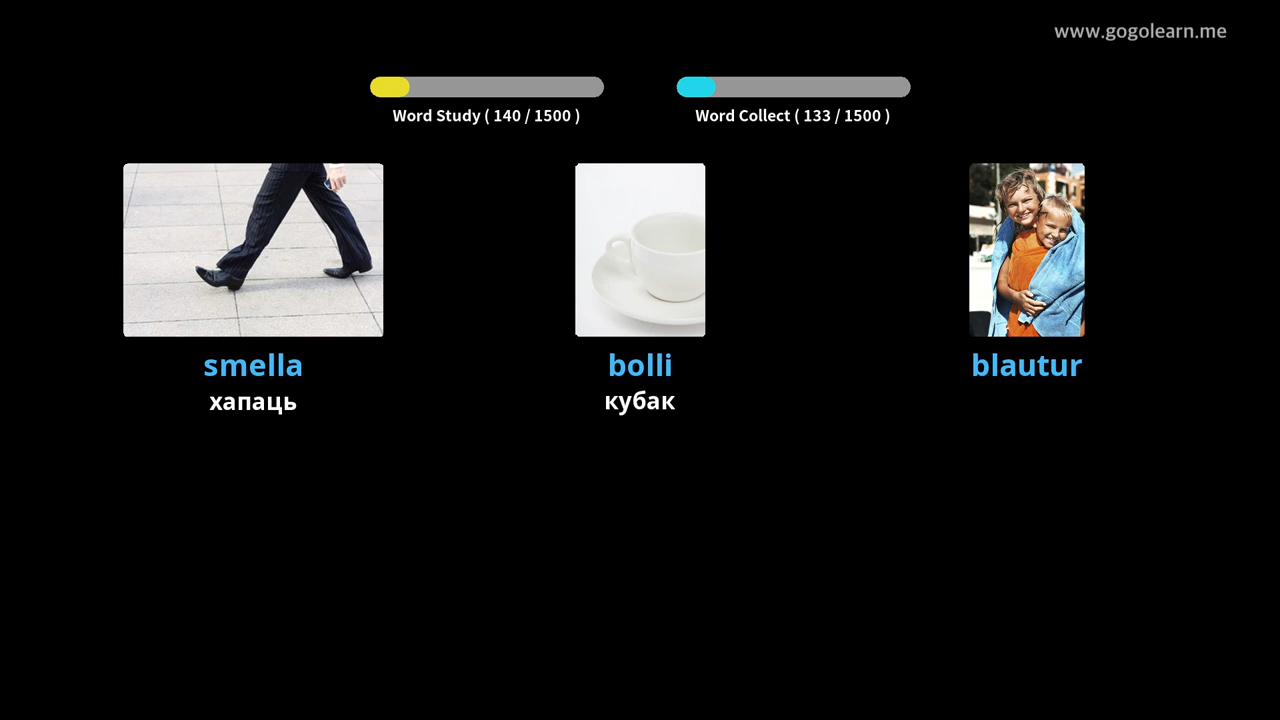 www.gogolearn.me
Word Study ( 140 / 1500 )
Word Collect ( 133 / 1500 )
smella
хапаць
bolli
кубак
blautur